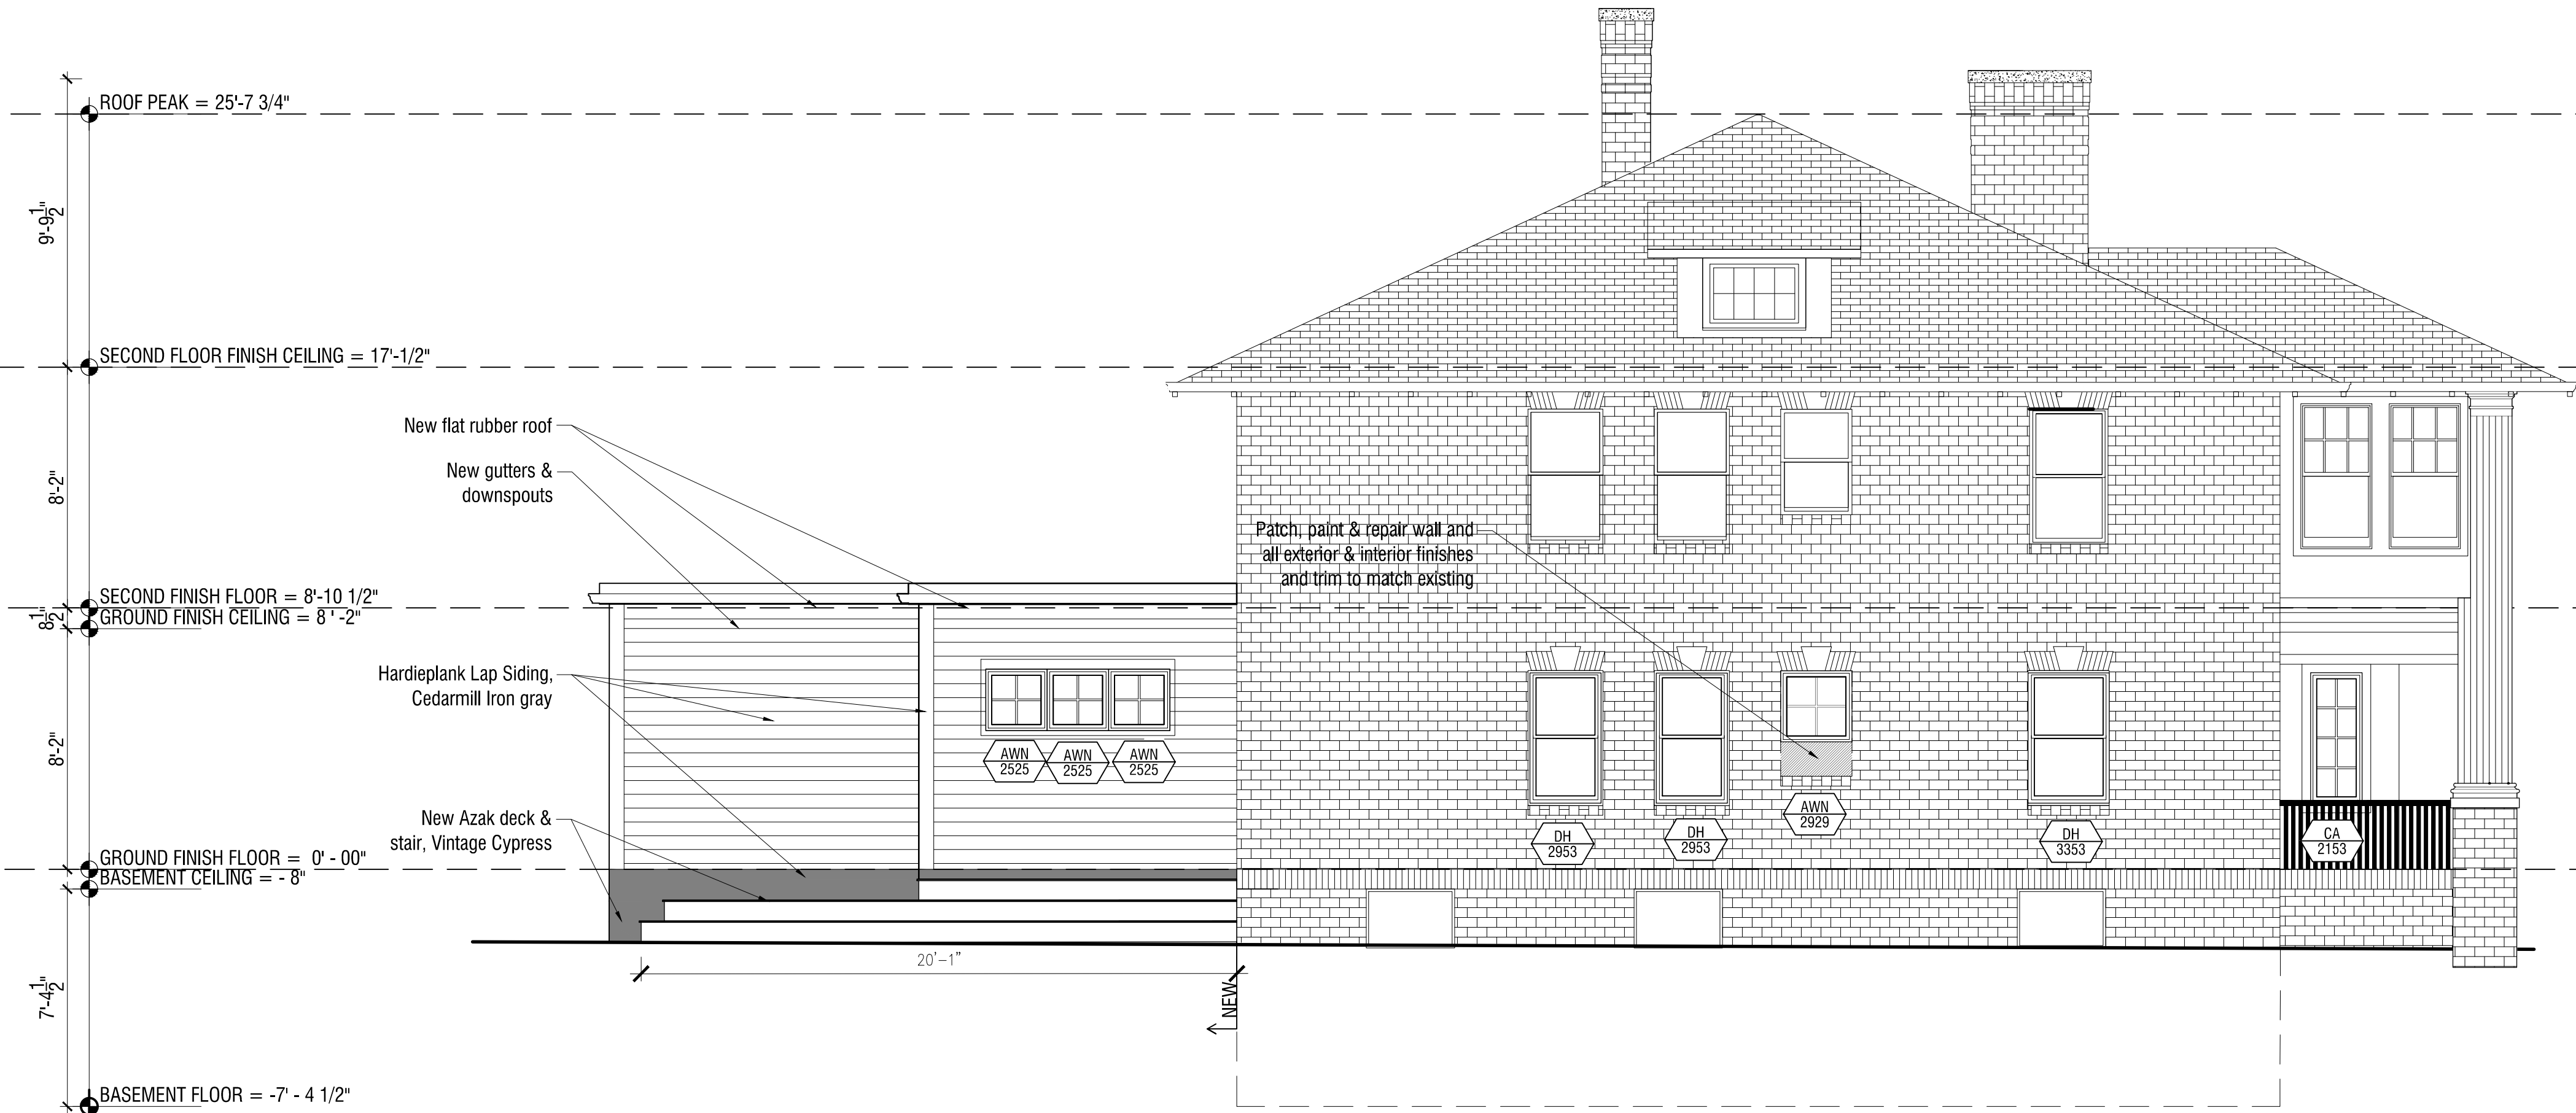 ROOF PEAK = 25'-7 3/4"
9'-9 1/2"
SECOND FLOOR FINISH CEILING = 17'-1/2"
New flat rubber roof
New gutters &
downspouts
8'-2"
Patch, paint & repair wall and
all exterior & interior finishes
and trim to match existing
SECOND FINISH FLOOR = 8'-10 1/2"
8 1/2"
GROUND FINISH CEILING = 8 ' -2"
Hardieplank Lap Siding,
Cedarmill Iron gray
8'-2"
AWN
2525
AWN
2525
AWN
2525
AWN
2929
New Azak deck &
stair, Vintage Cypress
DH
2953
DH
2953
DH
3353
CA
2153
GROUND FINISH FLOOR = 0' - 00"
BASEMENT CEILING = - 8"
20'-1"
NEW
7'-4 1/2"
BASEMENT FLOOR = -7' - 4 1/2"